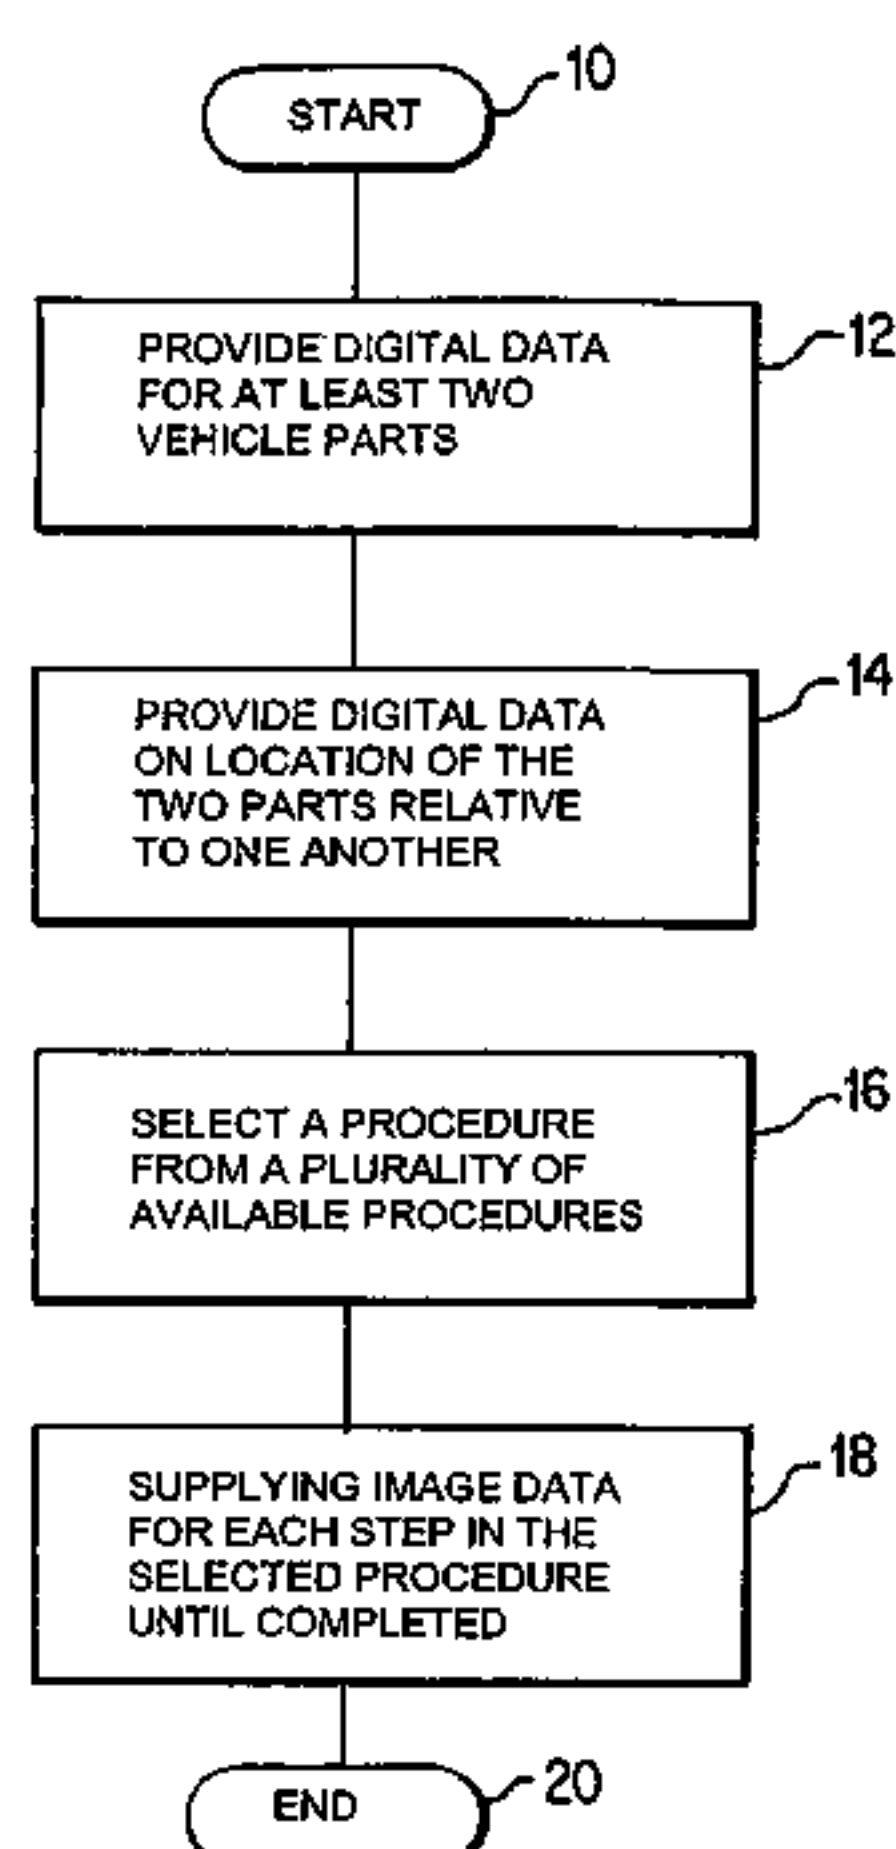 10
START
12
PROVIDE DIGITAL DATA
FOR AT LEAST TWO
VEHICLE PARTS
14
PROVIDE DIGITAL DATA
ON LOCATION OF THE
TWO PARTS RELATIVE
TO ONE ANOTHER
16
SELECT A PROCEDURE
FROM A PLURALITY OF
AVAILABLE PROCEDURES
18
SUPPLYING IMAGE DATA
FOR EACH STEP IN THE
SELECTED PROCEDURE
UNTIL COMPLETED
20
END